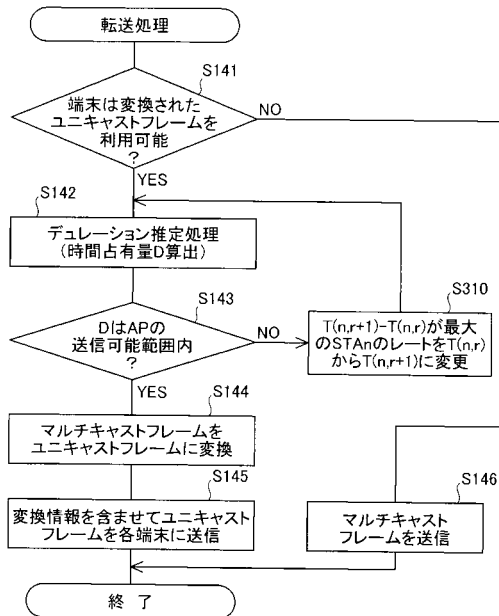 転送処理
S141
端末は変換された
ユニキャストフレームを
利用可能
?
NO
YES
S142
デュレーション推定処理
(時間占有量D算出)
S143
DはAPの
送信可能範囲内
?
NO
YES
S310
T(n,r+1)-T(n,r)が最大
のSTAnのレートをT(n,r)
からT(n,r+1)に変更
S144
マルチキャストフレームを
ユニキャストフレームに変換
S145
変換情報を含ませてユニキャスト
フレームを各端末に送信
S146
マルチキャスト
フレームを送信
終了